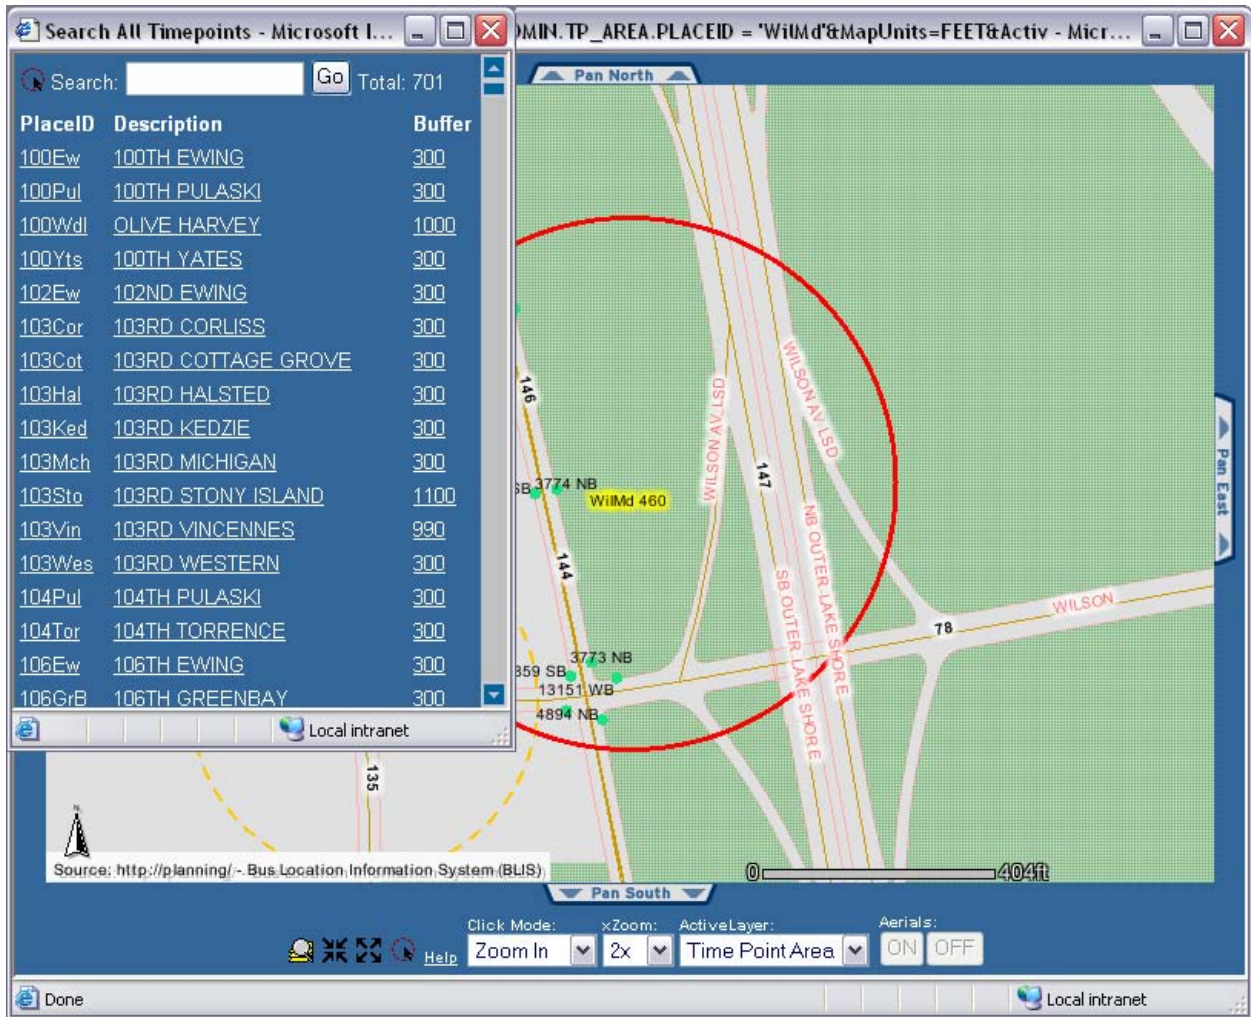 Search All Timepoints - Microsoft I...
DMIN.TP_AREA.PLACEID = 'WilMd'&MapUnits=FEET&Activ - Micr...
Search: Go Total: 701
PlaceID Description Buffer
100Ew 100TH EWING 300
100Pul 100TH PULASKI 300
100Wdl OLIVE HARVEY 1000
100Yts 100TH YATES 300
102Ew 102ND EWING 300
103Cor 103RD CORLISS 300
103Cot 103RD COTTAGE GROVE 300
103Hal 103RD HALSTED 300
103Ked 103RD KEDZIE 300
103Mch 103RD MICHIGAN 300
103Sto 103RD STONY ISLAND 1100
103Vin 103RD VINCENNES 990
103Wes 103RD WESTERN 300
104Pul 104TH PULASKI 300
104Tor 104TH TORRENCE 300
106Ew 106TH EWING 300
106GrB 106TH GREENBAY 300
Local intranet
Pan North
146
WILSON AV LSD
WILSON AV LSD
147
SB 3774 NB
WilMd 460
NB OUTER LAKE SHORE
SB OUTER LAKE SHORE
144
Pan East
WILSON
78
3773 NB
359 SB
13151 WB
4894 NB
135
N
Source: http://planning/ - Bus Location Information System (BLIS)
0 404ft
Pan South
Click Mode: xZoom: ActiveLayer: Aerials:
Help Zoom In 2x Time Point Area ON OFF
Done Local intranet